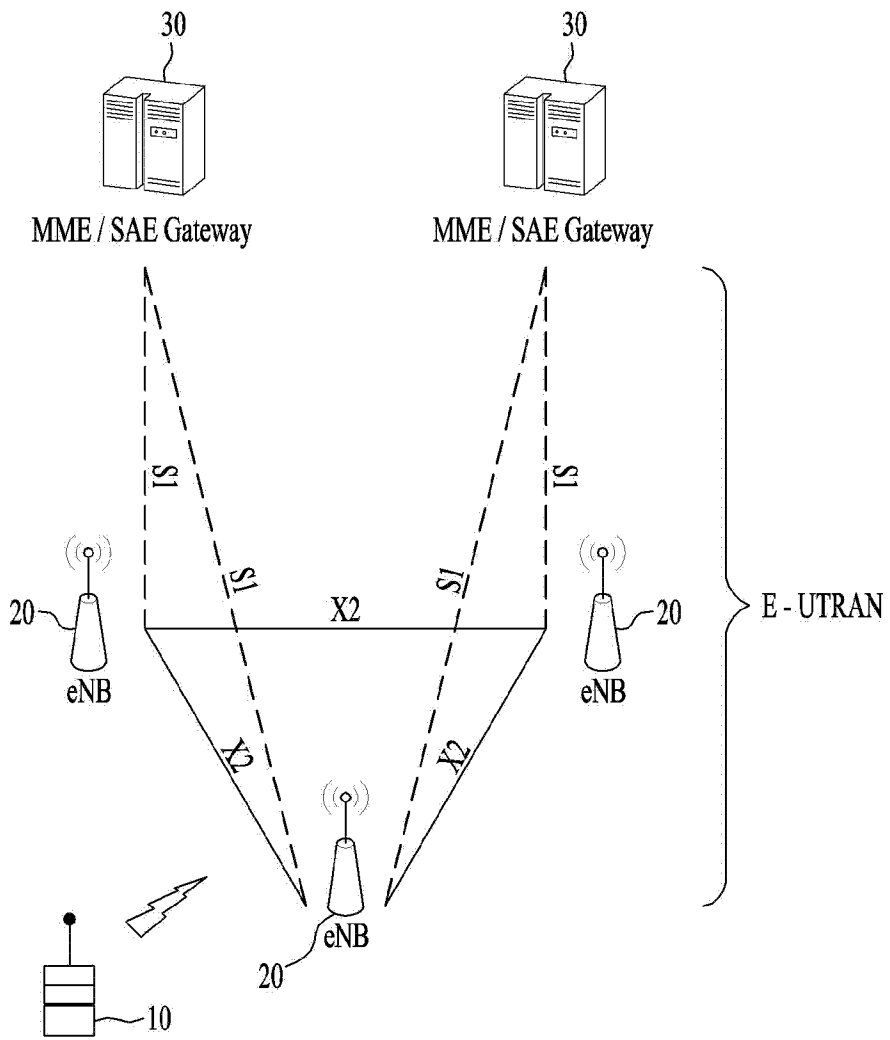 30
30
MME / SAE Gateway
MME / SAE Gateway
S1
S1
S1
S1
20
X2
20
E - UTRAN
eNB
eNB
X2
X2
eNB
20
10